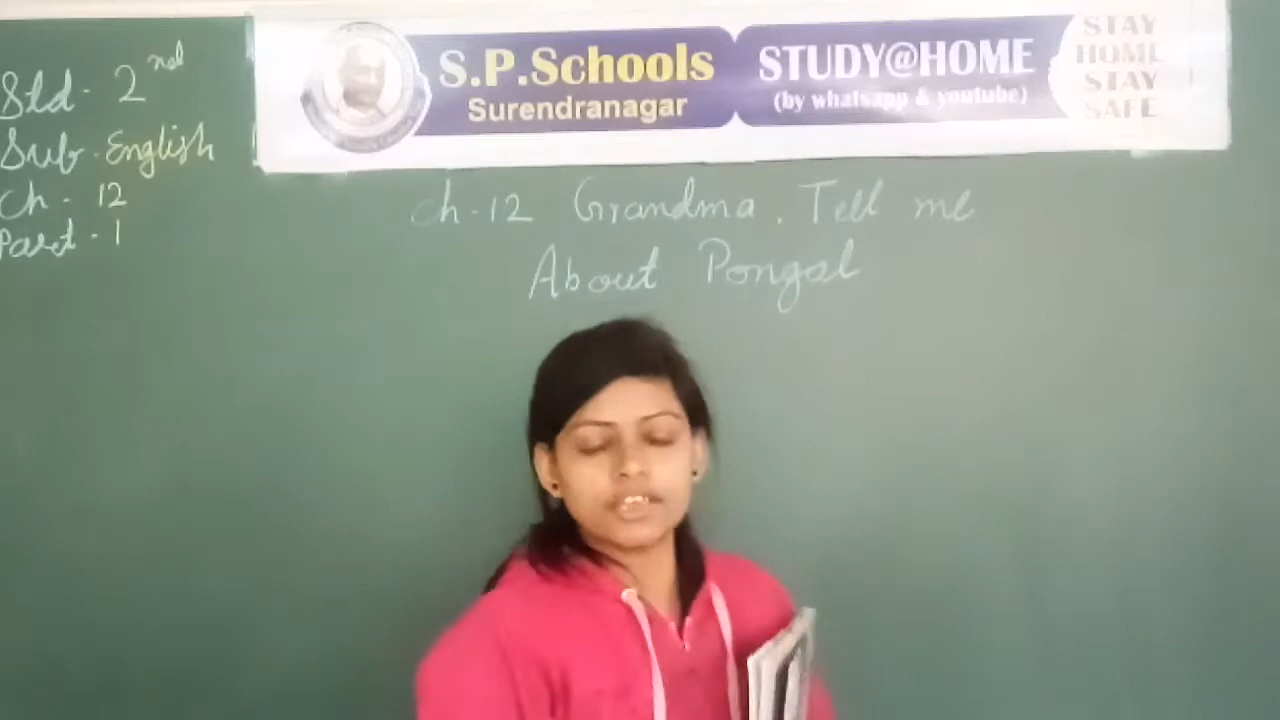 Std - 2nd
Sub - English
Ch - 12
Part - 1
S.P.Schools
Surendranagar
STUDY@HOME
(by whatsapp & youtube)
STAY
HOME
STAY
SAFE
Ch-12 Grandma, Tell me
About Pongal